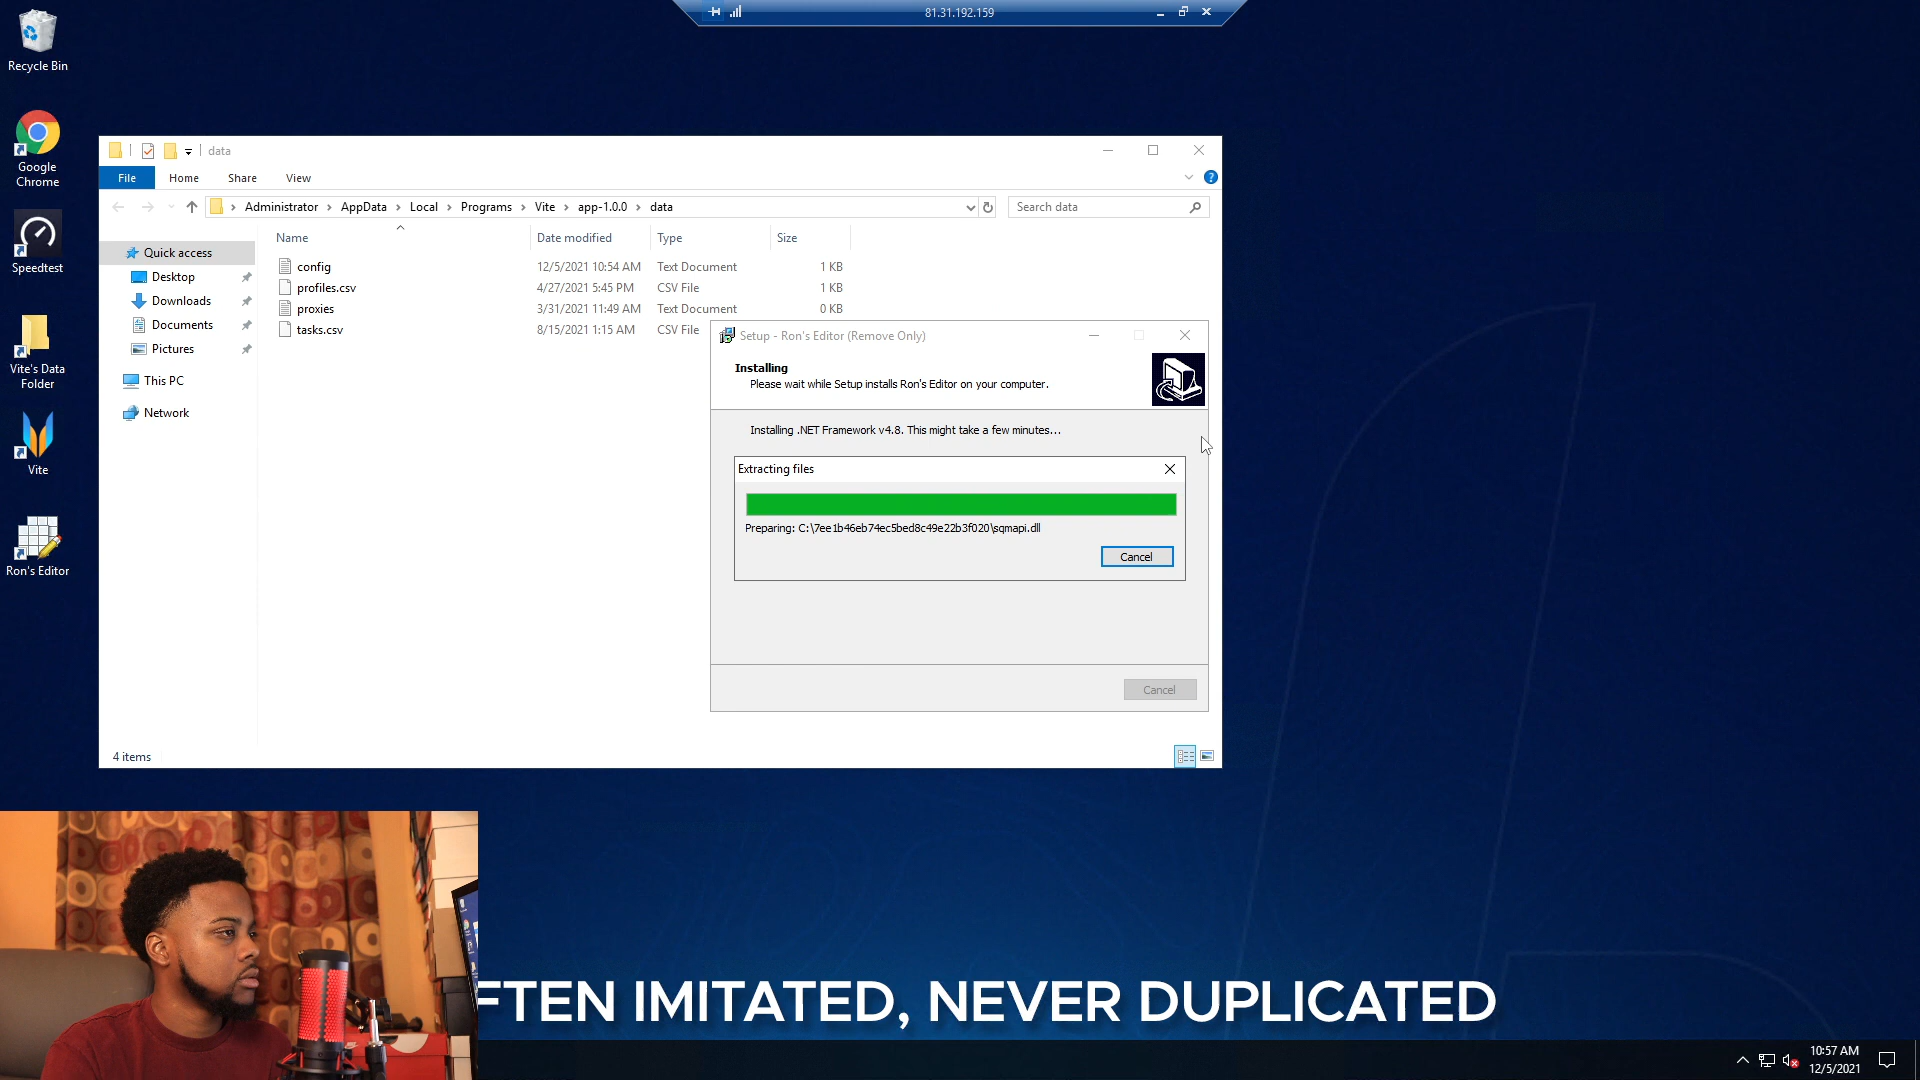 81.31.192.159
Recycle Bin
Google
Chrome
Speedtest
Vite's Data
Folder
Vite
Ron's Editor
data
File
Home
Share
View
?
Administrator
AppData
Local
Programs
Vite
app-1.0.0
data
Search data
Name
Date modified
Type
Size
config
12/5/2021 10:54 AM
Text Document
1 KB
profiles.csv
4/27/2021 5:45 PM
CSV File
1 KB
proxies
3/31/2021 11:49 AM
Text Document
0 KB
tasks.csv
8/15/2021 1:15 AM
CSV File
Quick access
Desktop
Downloads
Documents
Pictures
This PC
Network
4 items
Setup - Ron's Editor (Remove Only)
Installing
Please wait while Setup installs Ron's Editor on your computer.
Installing .NET Framework v4.8. This might take a few minutes...
Extracting files
Preparing: C:\7ee1b46eb74ec5bed8c49e22b3f020\sqmapi.dll
Cancel
Cancel
FTEN IMITATED, NEVER DUPLICATED
10:57 AM
12/5/2021